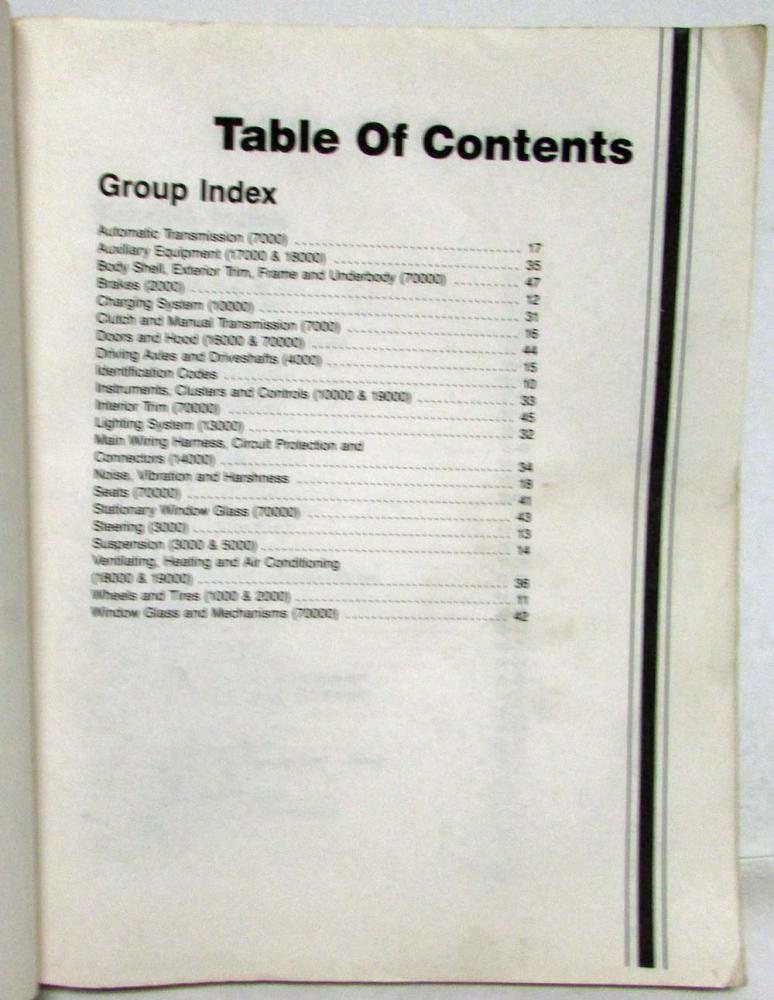 Table Of Contents
Group Index
Automatic Transmission (7000) 17
Auxiliary Equipment (17000 & 18000) 35
Body Shell, Exterior Trim, Frame and Underbody (70000) 47
Brakes (2000) 12
Charging System (10000) 31
Clutch and Manual Transmission (7000) 16
Doors and Hood (16000 & 70000) 44
Driving Axles and Driveshafts (4000) 15
Identification Codes 10
Instruments, Clusters and Controls (10000 & 19000) 33
Interior Trim (70000) 45
Lighting System (13000) 32
Main Wiring Harness, Circuit Protection and
Connectors (14000) 34
Noise, Vibration and Harshness 18
Seats (70000) 41
Stationary Window Glass (70000) 43
Steering (3000) 13
Suspension (3000 & 5000) 14
Ventilating, Heating and Air Conditioning
(18000 & 19000) 36
Wheels and Tires (1000 & 2000) 11
Window Glass and Mechanisms (70000) 42